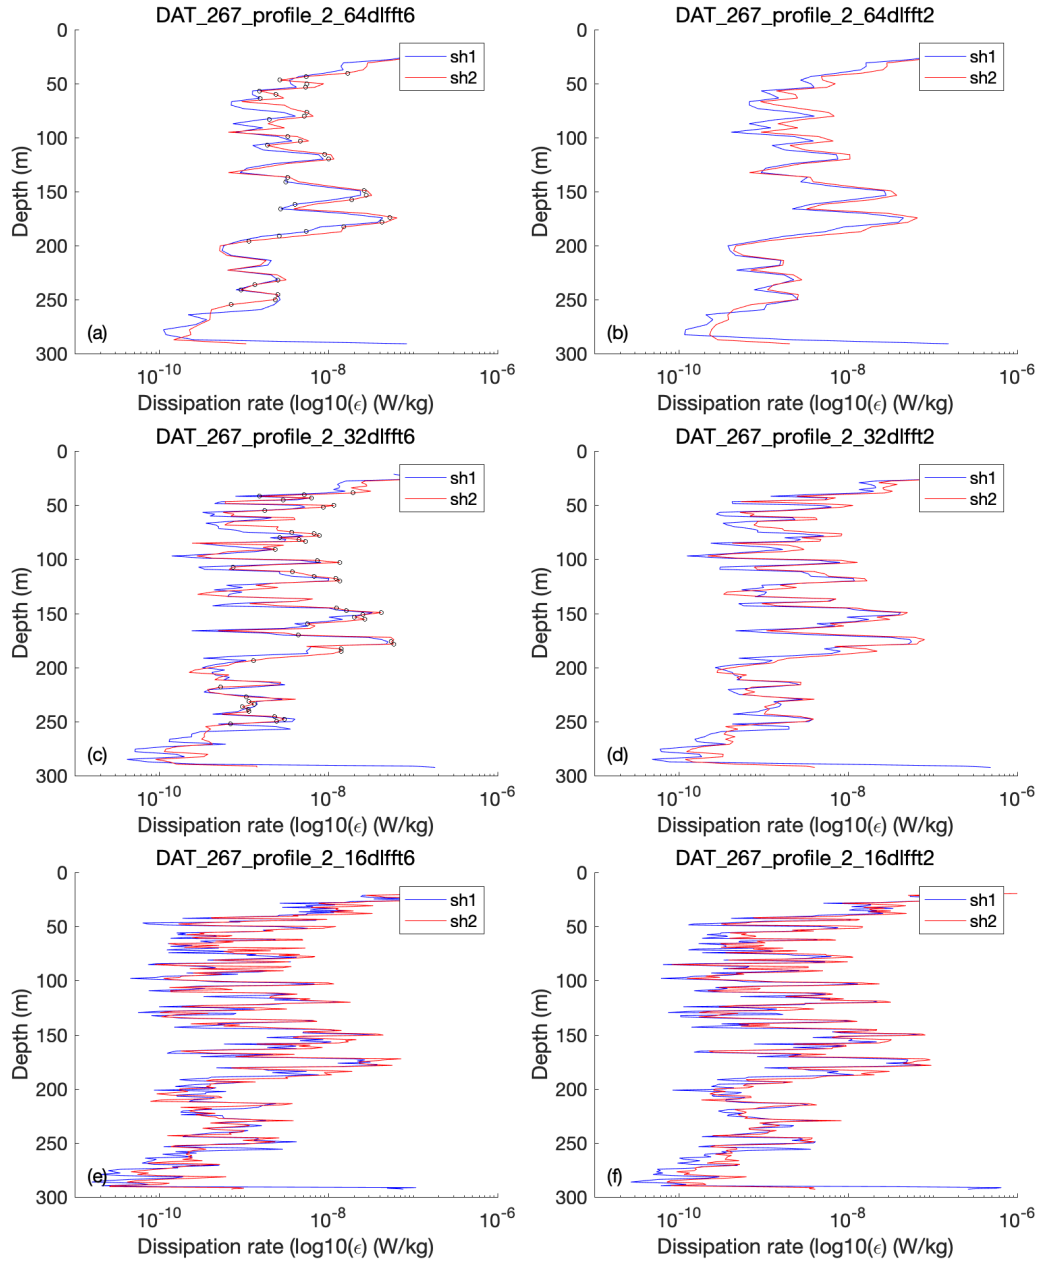 DAT_267_profile_2_64dlfft6
0
50
100
150
200
250
300
Depth (m)
sh1
sh2
(a)
10-10
10-8
10-6
Dissipation rate (log10(ϵ) (W/kg)
DAT_267_profile_2_64dlfft2
0
50
100
150
200
250
300
Depth (m)
sh1
sh2
(b)
10-10
10-8
10-6
Dissipation rate (log10(ϵ) (W/kg)
DAT_267_profile_2_32dlfft6
0
50
100
150
200
250
300
Depth (m)
sh1
sh2
(c)
10-10
10-8
10-6
Dissipation rate (log10(ϵ) (W/kg)
DAT_267_profile_2_32dlfft2
0
50
100
150
200
250
300
Depth (m)
sh1
sh2
(d)
10-10
10-8
10-6
Dissipation rate (log10(ϵ) (W/kg)
DAT_267_profile_2_16dlfft6
0
50
100
150
200
250
300
Depth (m)
sh1
sh2
(e)
10-10
10-8
10-6
Dissipation rate (log10(ϵ) (W/kg)
DAT_267_profile_2_16dlfft2
0
50
100
150
200
250
300
Depth (m)
sh1
sh2
(f)
10-10
10-8
10-6
Dissipation rate (log10(ϵ) (W/kg)